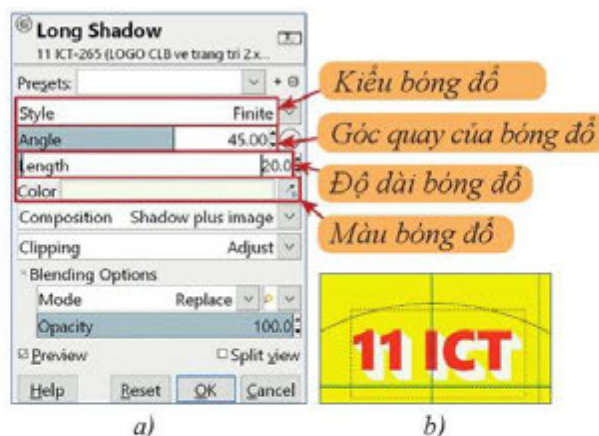 Long Shadow
11 ICT-265 (LOGO CLB ve trang tri 2.x...
Presets:
Style Finite
Angle 45.00
Length 20.0
Color
Composition Shadow plus image
Clipping Adjust
Blending Options
Mode Replace
Opacity 100.0
Preview Split view
Help Reset OK Cancel
a)
Kiểu bóng đổ
Góc quay của bóng đổ
Độ dài bóng đổ
Màu bóng đổ
11 ICT
b)